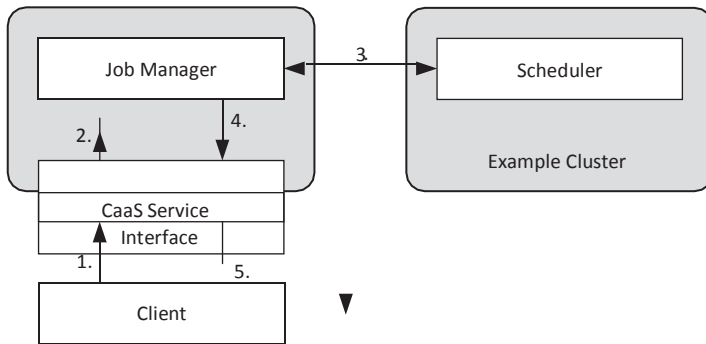 Job Manager
3.
Scheduler
2.
4.
Example Cluster
CaaS Service
Interface
1.
5.
Client